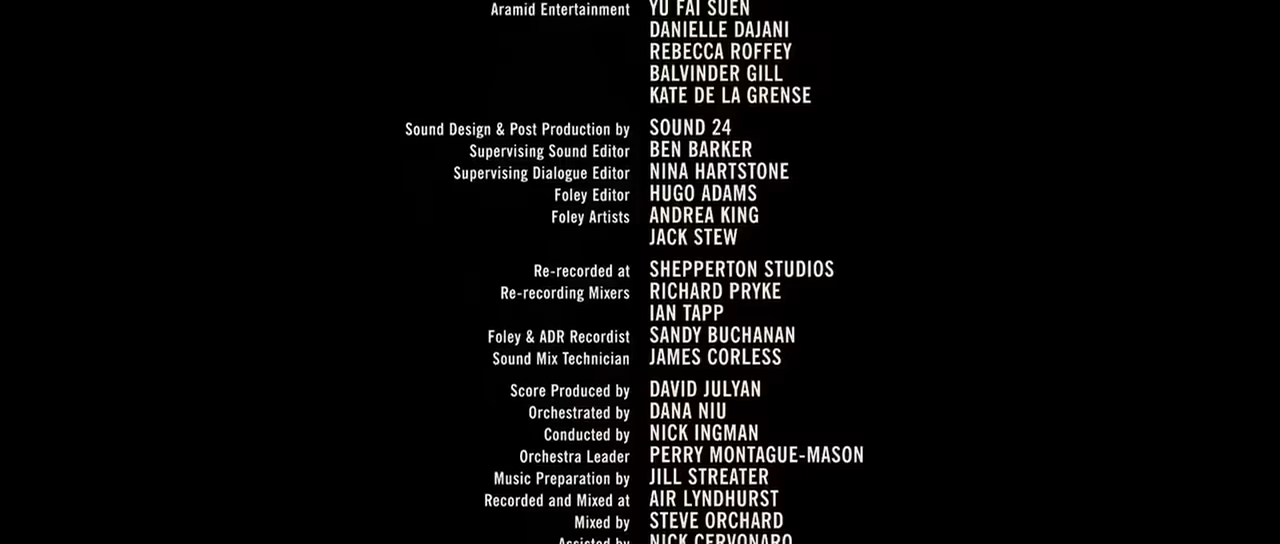 Aramid Entertainment YU FAI SUEN
DANIELLE DAJANI
REBECCA ROFFEY
BALVINDER GILL
KATE DE LA GRENSE
Sound Design & Post Production by SOUND 24
Supervising Sound Editor BEN BARKER
Supervising Dialogue Editor NINA HARTSTONE
Foley Editor HUGO ADAMS
Foley Artists ANDREA KING
JACK STEW
Re-recorded at SHEPPERTON STUDIOS
Re-recording Mixers RICHARD PRYKE
IAN TAPP
Foley & ADR Recordist SANDY BUCHANAN
Sound Mix Technician JAMES CORLESS
Score Produced by DAVID JULYAN
Orchestrated by DANA NIU
Conducted by NICK INGMAN
Orchestra Leader PERRY MONTAGUE-MASON
Music Preparation by JILL STREATER
Recorded and Mixed at AIR LYNDHURST
Mixed by STEVE ORCHARD
Assisted by NICK CERVONARO